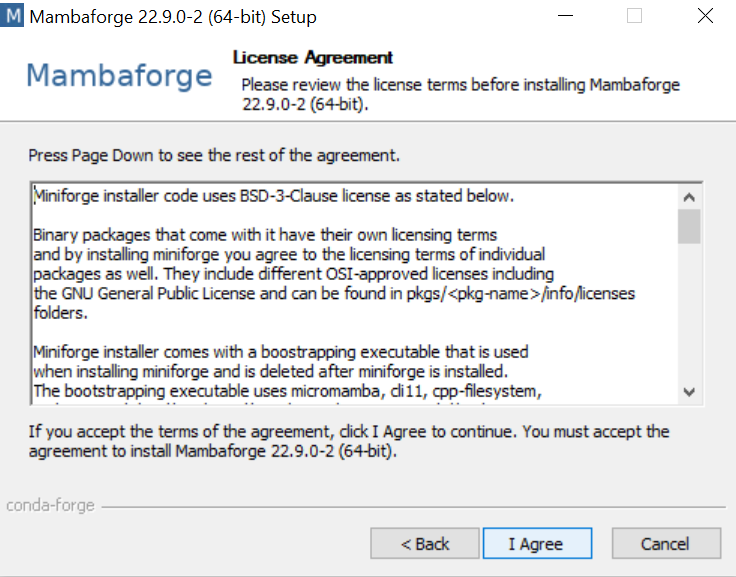 M Mambaforge 22.9.0-2 (64-bit) Setup
Mambaforge
License Agreement
Please review the license terms before installing Mambaforge
22.9.0-2 (64-bit).
Press Page Down to see the rest of the agreement.
Miniforge installer code uses BSD-3-Clause license as stated below.
Binary packages that come with it have their own licensing terms
and by installing miniforge you agree to the licensing terms of individual
packages as well. They include different OSI-approved licenses including
the GNU General Public License and can be found in pkgs/<pkg-name>/info/licenses
folders.
Miniforge installer comes with a boostrapping executable that is used
when installing miniforge and is deleted after miniforge is installed.
The bootstrapping executable uses micromamba, cli11, cpp-filesystem,
If you accept the terms of the agreement, click I Agree to continue. You must accept the
agreement to install Mambaforge 22.9.0-2 (64-bit).
conda-forge
< Back I Agree Cancel